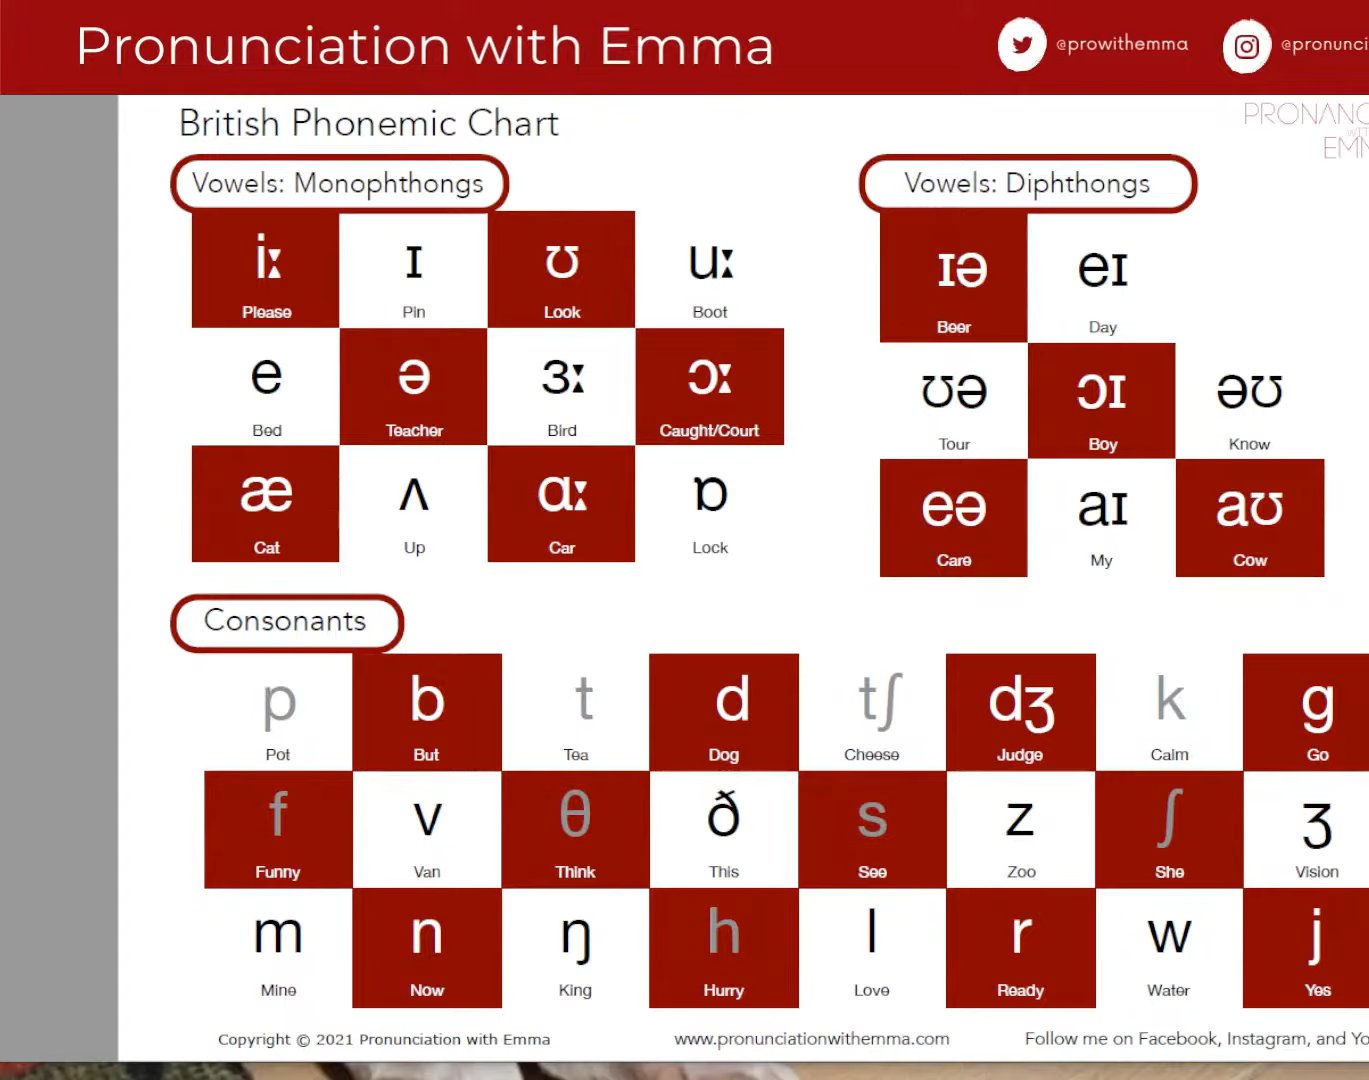 Pronunciation with Emma
@prowithemma
@pronunci
British Phonemic Chart
PRONANC
WIT
EMM
Vowels: Monophthongs
iː ɪ ʊ uː
Please Pin Look Boot
e ə ɜː ɔː
Bed Teacher Bird Caught/Court
æ ʌ ɑː ɒ
Cat Up Car Lock
Vowels: Diphthongs
ɪə eɪ
Beer Day
ʊə ɔɪ əʊ
Tour Boy Know
eə aɪ aʊ
Care My Cow
Consonants
p b t d tʃ dʒ k g
Pot But Tea Dog Cheese Judge Calm Go
f v θ ð s z ʃ ʒ
Funny Van Think This See Zoo She Vision
m n ŋ h l r w j
Mine Now King Hurry Love Ready Water Yes
Copyright © 2021 Pronunciation with Emma
www.pronunciationwithemma.com
Follow me on Facebook, Instagram, and Yo